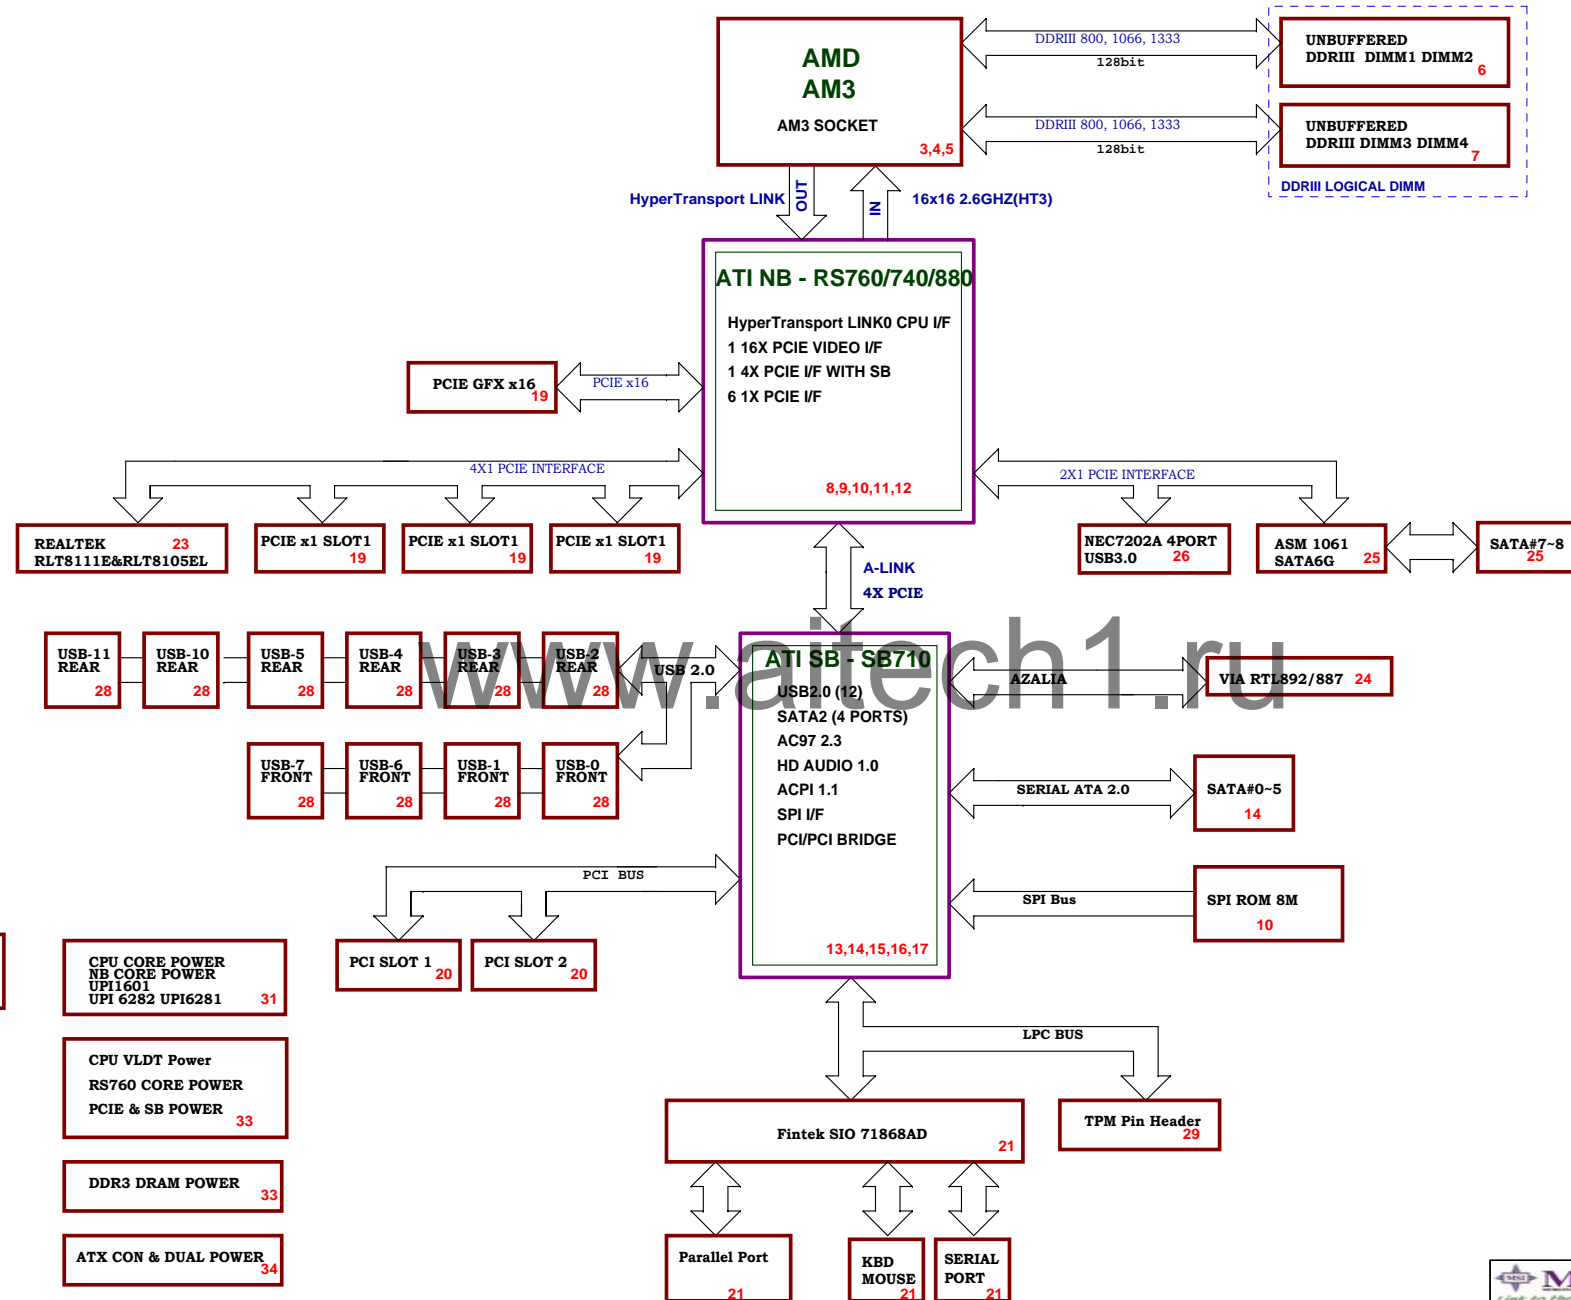 AMD
AM3
AM3 SOCKET
3,4,5
DDRIII 800, 1066, 1333
128bit
UNBUFFERED
DDRIII DIMM1 DIMM2
6
DDRIII 800, 1066, 1333
128bit
UNBUFFERED
DDRIII DIMM3 DIMM4
7
DDRIII LOGICAL DIMM
HyperTransport LINK
OUT
IN
16x16 2.6GHZ(HT3)
ATI NB - RS760/740/880
HyperTransport LINK0 CPU I/F
1 16X PCIE VIDEO I/F
1 4X PCIE I/F WITH SB
6 1X PCIE I/F
8,9,10,11,12
PCIE GFX x16
19
PCIE x16
4X1 PCIE INTERFACE
2X1 PCIE INTERFACE
REALTEK
23
RLT8111E&RLT8105EL
PCIE x1 SLOT1
19
PCIE x1 SLOT1
19
PCIE x1 SLOT1
19
NEC7202A 4PORT
USB3.0
26
ASM 1061
SATA6G
25
SATA#7~8
25
A-LINK
4X PCIE
USB-11
REAR
28
USB-10
REAR
28
USB-5
REAR
28
USB-4
REAR
28
USB-3
REAR
28
USB-2
REAR
28
USB 2.0
www.aitech1.ru
ATI SB - SB710
USB2.0 (12)
SATA2 (4 PORTS)
AC97 2.3
HD AUDIO 1.0
ACPI 1.1
SPI I/F
PCI/PCI BRIDGE
13,14,15,16,17
AZALIA
VIA RTL892/887
24
USB-7
FRONT
28
USB-6
FRONT
28
USB-1
FRONT
28
USB-0
FRONT
28
SERIAL ATA 2.0
SATA#0~5
14
PCI BUS
SPI Bus
SPI ROM 8M
10
PCI SLOT 1
20
PCI SLOT 2
20
CPU CORE POWER
NB CORE POWER
UPI1601
UPI 6282 UPI6281
31
CPU VLDT Power
RS760 CORE POWER
PCIE & SB POWER
33
DDR3 DRAM POWER
33
ATX CON & DUAL POWER
34
LPC BUS
Fintek SIO 71868AD
21
TPM Pin Header
29
Parallel Port
21
KBD
MOUSE
21
SERIAL
PORT
21
MSI